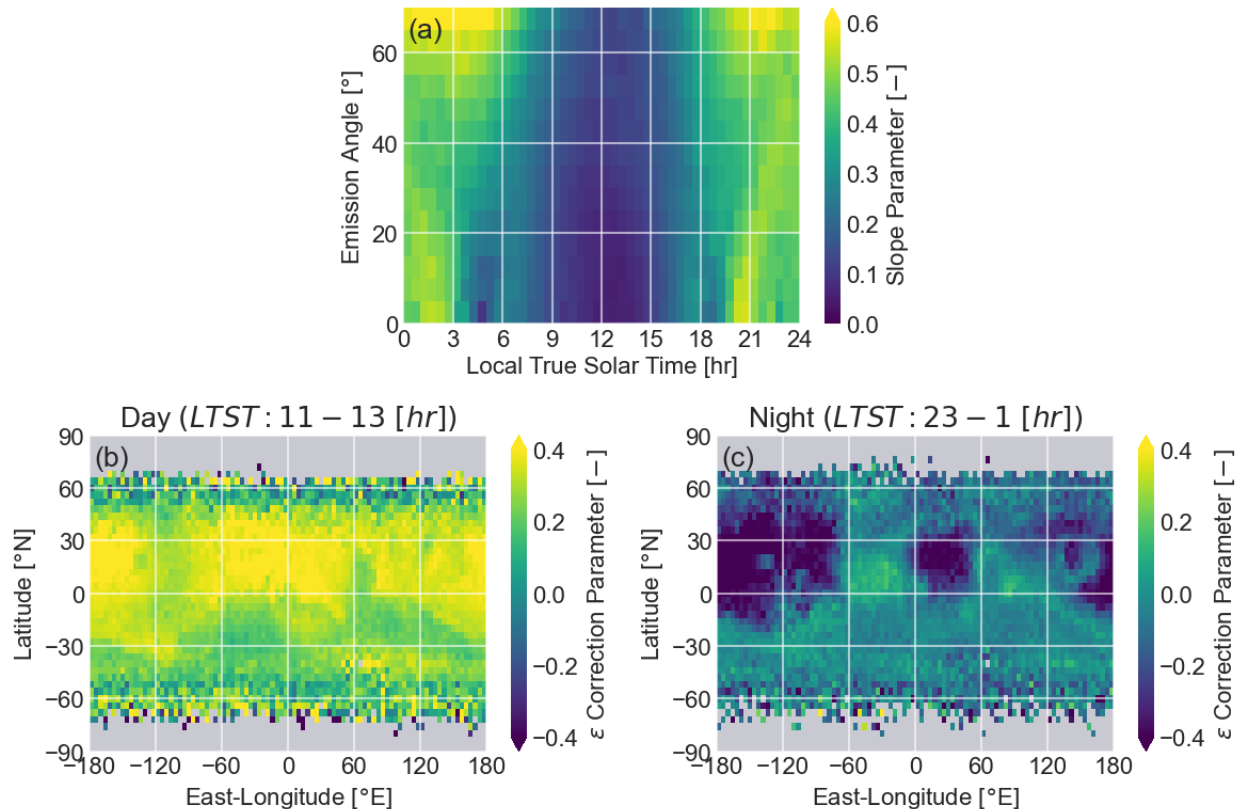 (a)
60
40
20
0
Emission Angle [°]
0 3 6 9 12 15 18 21 24
Local True Solar Time [hr]
0.6
0.5
0.4
0.3
0.2
0.1
0.0
Slope Parameter [—]
Day (LTST : 11 − 13 [hr])
(b)
90
60
30
0
−30
−60
−90
Latitude [°N]
−180 −120 −60 0 60 120 180
East-Longitude [°E]
0.4
0.2
0.0
−0.2
−0.4
ε Correction Parameter [—]
Night (LTST : 23 − 1 [hr])
(c)
90
60
30
0
−30
−60
−90
Latitude [°N]
−180 −120 −60 0 60 120 180
East-Longitude [°E]
0.4
0.2
0.0
−0.2
−0.4
ε Correction Parameter [—]